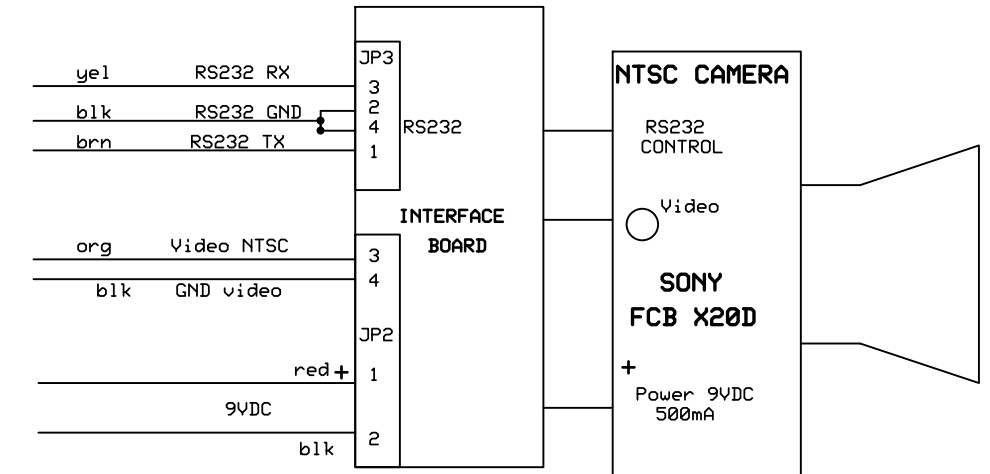 JP3
yel RS232 RX 3
blk RS232 GND 2
4 RS232
brn RS232 TX 1
INTERFACE
BOARD
org Video NTSC 3
blk GND video 4
JP2
red + 1
9VDC
blk 2
NTSC CAMERA
RS232
CONTROL
Video
SONY
FCB X20D
+
Power 9VDC
500mA